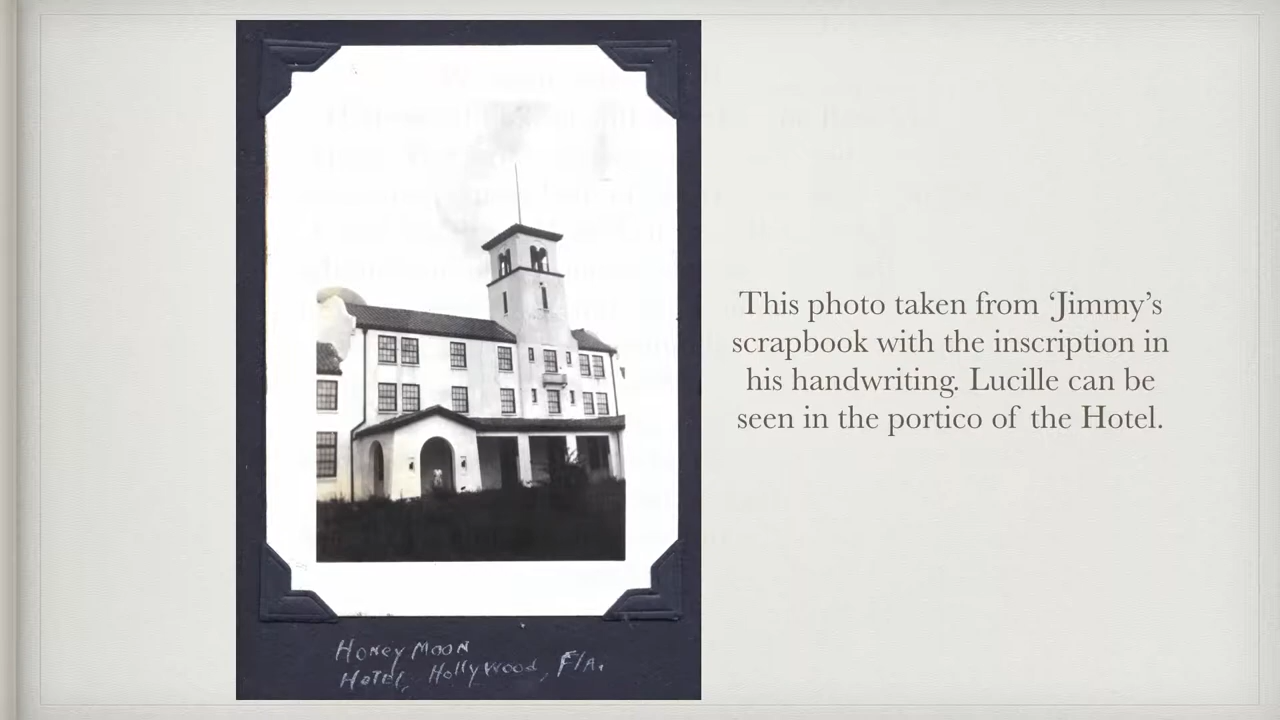 This photo taken from ‘Jimmy’s
scrapbook with the inscription in
his handwriting. Lucille can be
seen in the portico of the Hotel.
Honey Moon
Hotel, Hollywood, Fla.